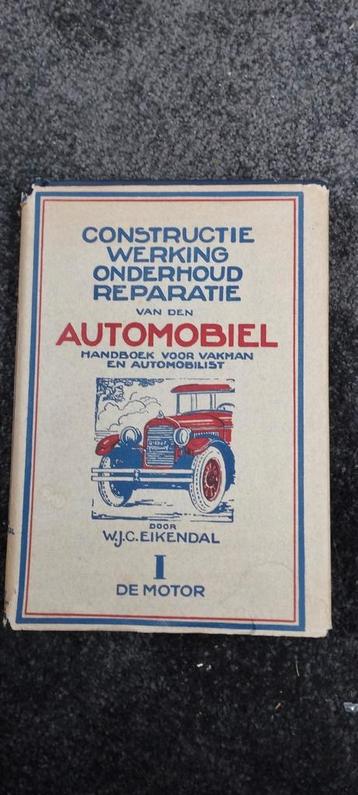 CONSTRUCTIE
WERKING
ONDERHOUD
REPARATIE
VAN DEN
AUTOMOBIEL
HANDBOEK VOOR VAKMAN
EN AUTOMOBILIST
DOOR
W.J.C. EIKENDAL
I
DE MOTOR